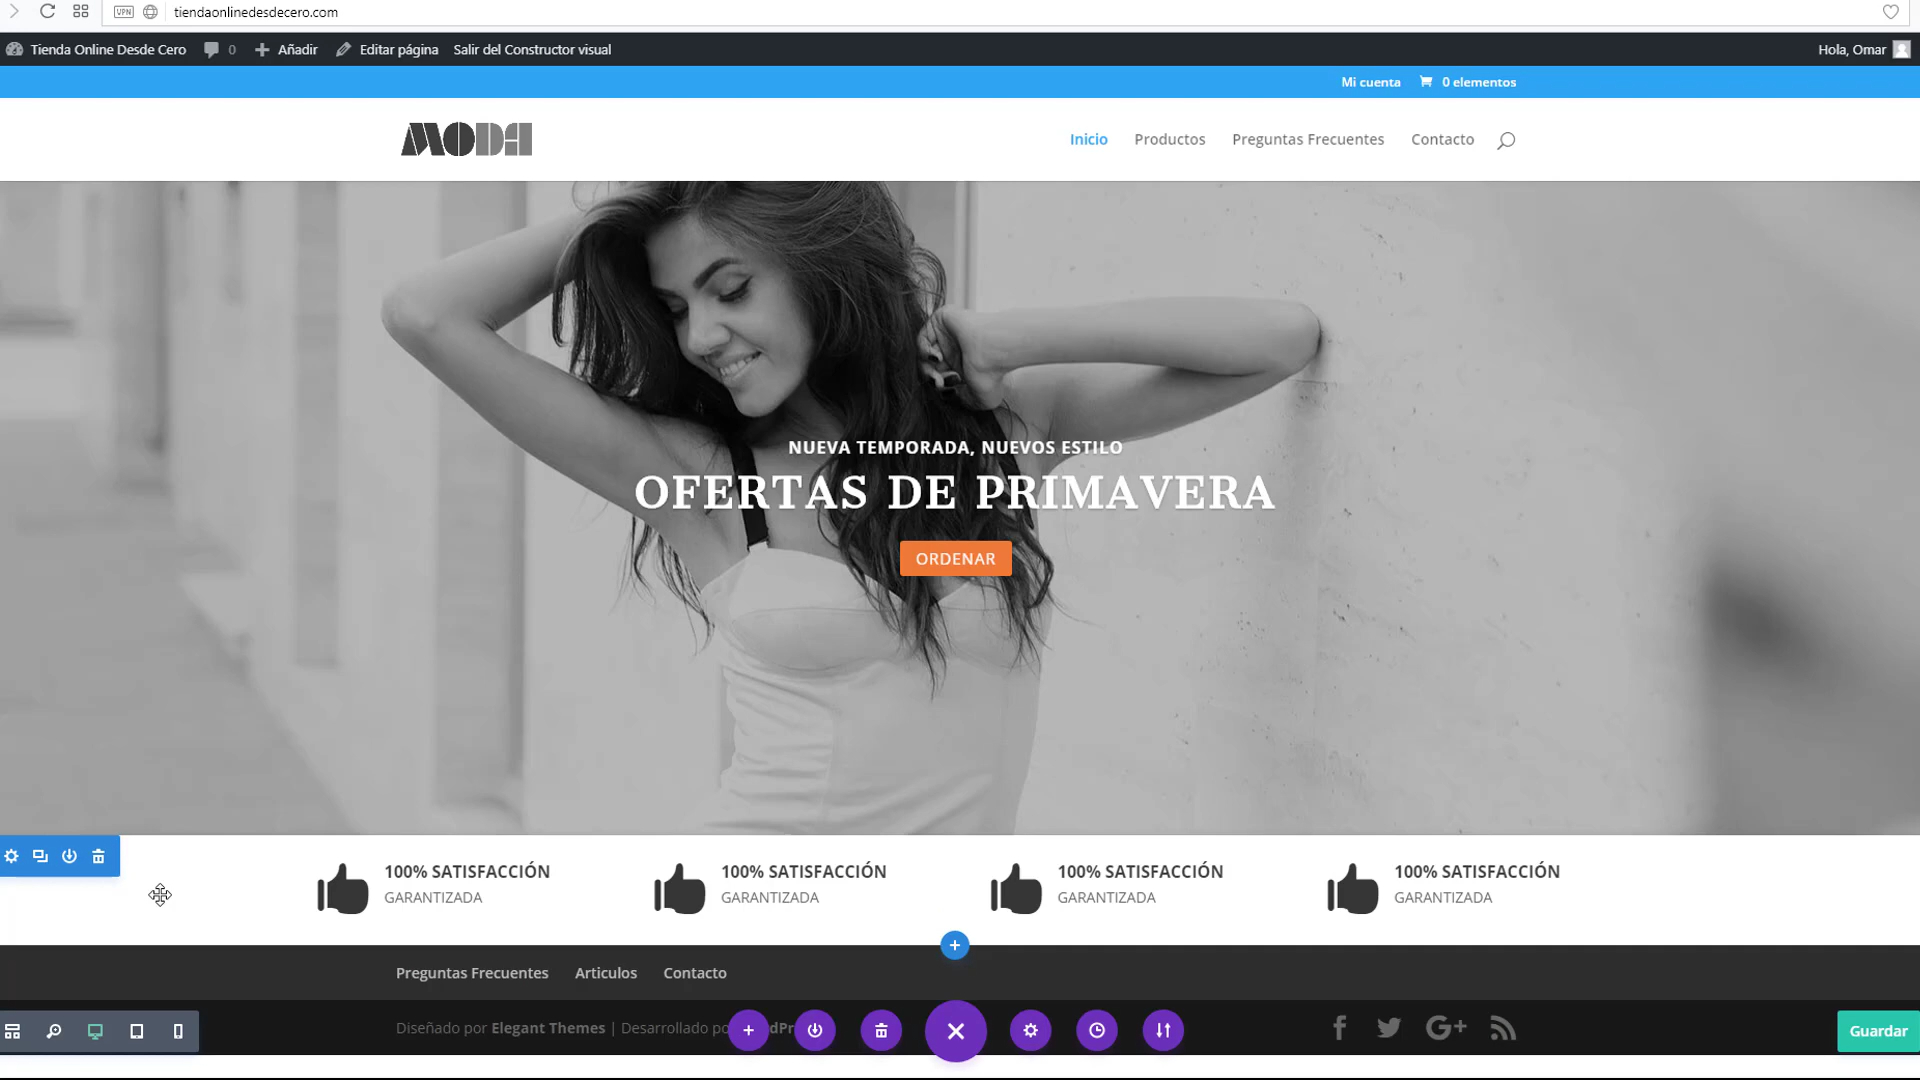 VPN tiendaonlinedesdecero.com
Tienda Online Desde Cero 0 Añadir Editar página Salir del Constructor visual Hola, Omar
Mi cuenta 0 elementos
MODA Inicio Productos Preguntas Frecuentes Contacto
NUEVA TEMPORADA, NUEVOS ESTILO
OFERTAS DE PRIMAVERA
ORDENAR
100% SATISFACCIÓN 100% SATISFACCIÓN 100% SATISFACCIÓN 100% SATISFACCIÓN
GARANTIZADA GARANTIZADA GARANTIZADA GARANTIZADA
Preguntas Frecuentes Articulos Contacto
Diseñado por Elegant Themes | Desarrollado
Guardar